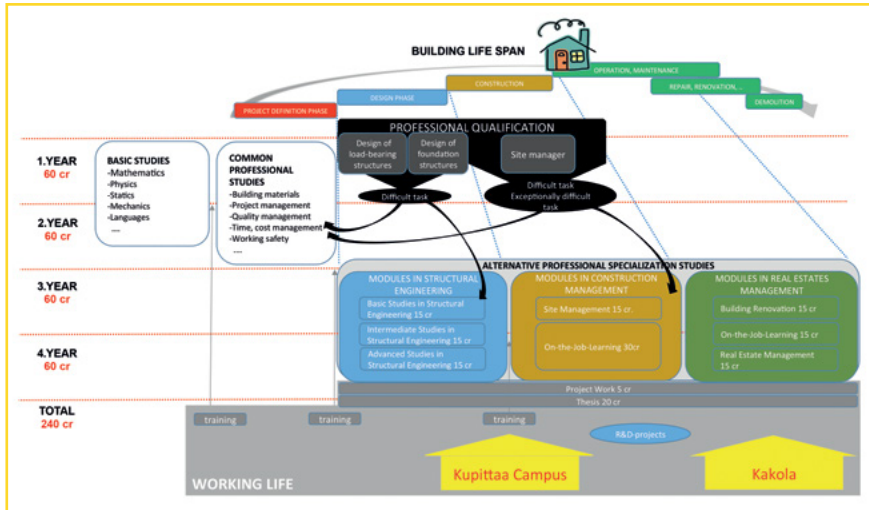 BUILDING LIFE SPAN
OPERATION, MAINTENANCE
CONSTRUCTION
REPAIR, RENOVATION, ..
DESIGN PHASE
DEMOLITION
PROJECT DEFINITION PHASE
PROFESSIONAL QUALIFICATION
Design of
load-bearing
structures
Design of
foundation
structures
Site manager
Difficult task
Difficult task
Exceptionally difficult
task
1.YEAR
60 cr
2.YEAR
60 cr
3.YEAR
60 cr
4.YEAR
60 cr
TOTAL
240 cr
BASIC STUDIES
-Mathematics
-Physics
-Statics
-Mechanics
-Languages
....
COMMON
PROFESSIONAL
STUDIES
-Building materials
-Project management
-Quality management
-Time, cost management
-Working safety
....
ALTERNATIVE PROFESSIONAL SPECIALIZATION STUDIES
MODULES IN STRUCTURAL
ENGINEERING
Basic Studies in Structural
Engineering 15 cr
Intermediate Studies in
Structural Engineering 15 cr
Advanced Studies in
Structural Engineering 15 cr
MODULES IN CONSTRUCTION
MANAGEMENT
Site Management 15 cr.
On-the-Job-Learning 30cr
MODULES IN REAL ESTATES
MANAGEMENT
Building Renovation 15 cr
On-the-Job-Learning 15 cr
Real Estate Management
15 cr
Project Work 5 cr
Thesis 20 cr
training
training
training
R&D-projects
Kupittaa Campus
Kakola
WORKING LIFE